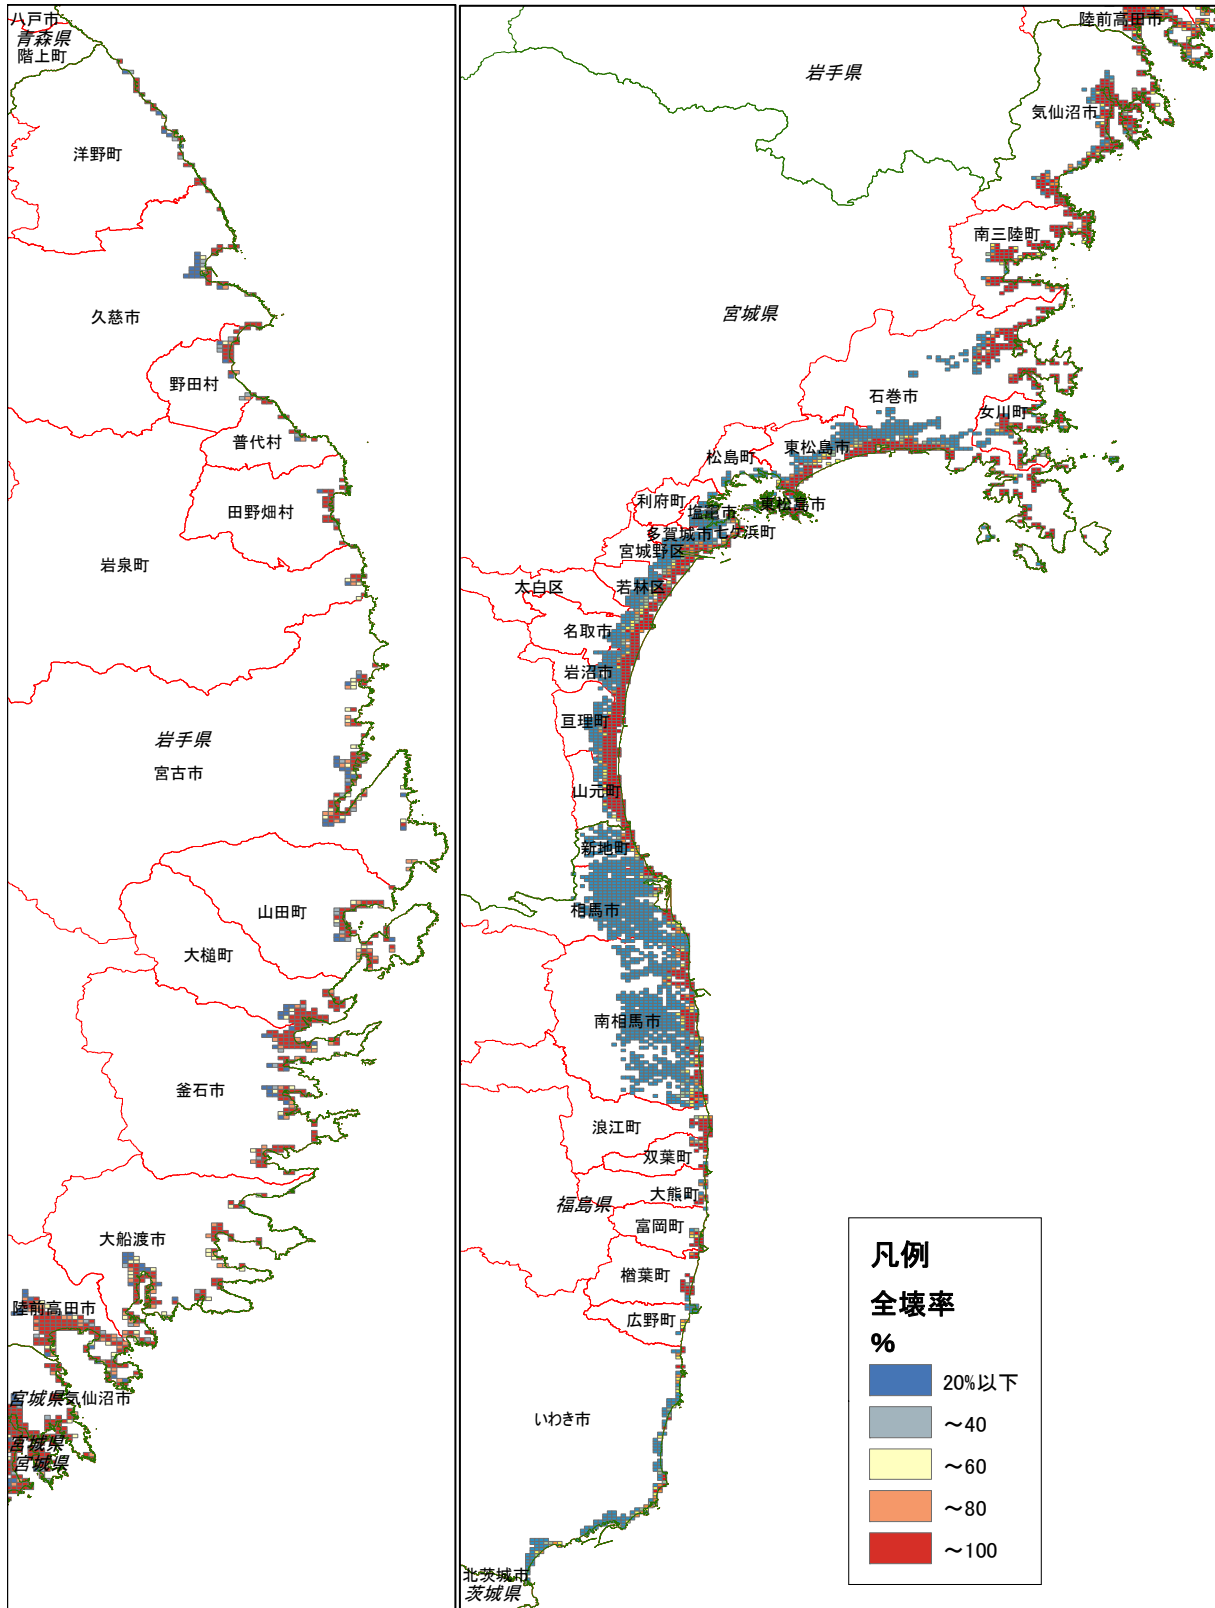 八戸市
青森県
階上町
洋野町
久慈市
野田村
普代村
田野畑村
岩泉町
岩手県
宮古市
山田町
大槌町
釜石市
大船渡市
陸前高田市
宮城県気仙沼市
宮城県
宮城県
陸前高田市
岩手県
気仙沼市
南三陸町
宮城県
石巻市
女川町
東松島市
松島町
利府町
東松島市
塩竈市
多賀城市七ケ浜町
宮城野区
太白区
若林区
名取市
岩沼市
亘理町
山元町
新地町
相馬市
南相馬市
浪江町
双葉町
大熊町
福島県
富岡町
楢葉町
広野町
いわき市
北茨城市
茨城県
凡例
全壊率
%
20%以下
～40
～60
～80
～100